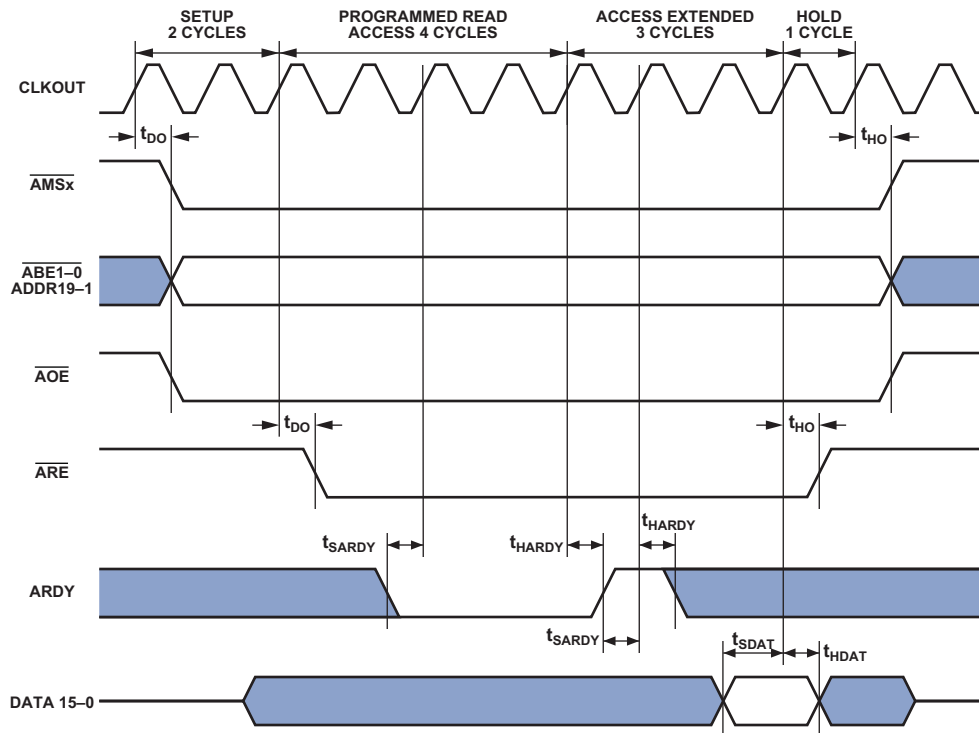 SETUP
2 CYCLES
PROGRAMMED READ
ACCESS 4 CYCLES
ACCESS EXTENDED
3 CYCLES
HOLD
1 CYCLE
CLKOUT
tDO
tHO
AMSx
ABE1–0
ADDR19–1
AOE
tDO
tHO
ARE
tSARDY
tHARDY
tHARDY
ARDY
tSARDY
tSDAT
tHDAT
DATA 15–0